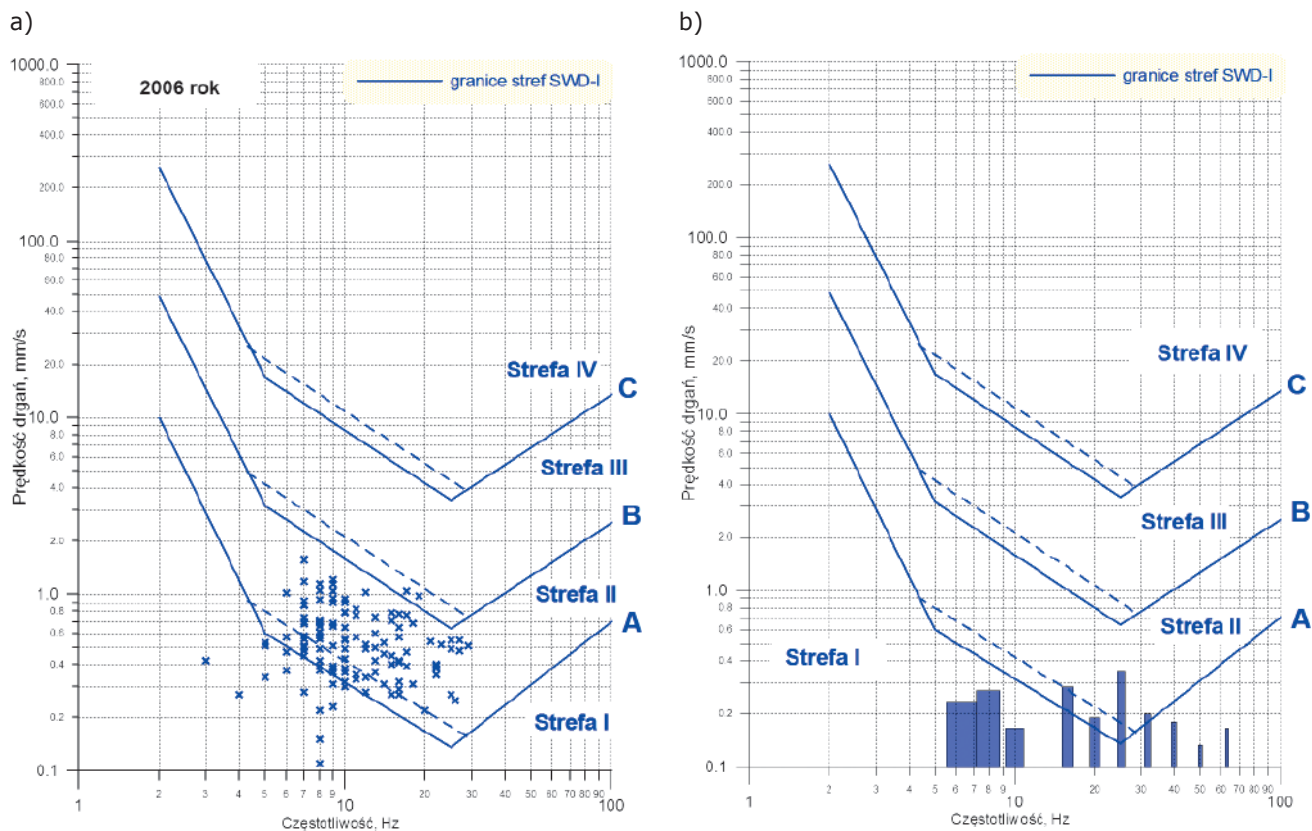 a)
2006 rok
granice stref SWD-I
1000.0
800.0
600.0
400.0
200.0
100.0
80.0
60.0
40.0
20.0
10.0
8.0
6.0
4.0
2.0
1.0
0.8
0.6
0.4
0.2
0.1
Prędkość drgań, mm/s
Strefa IV
C
Strefa III
B
Strefa II
A
Strefa I
1 2 3 4 5 6 7 8 9 10 20 30 40 50 60 70 80 90 100
Częstotliwość, Hz
b)
granice stref SWD-I
1000.0
800.0
600.0
400.0
200.0
100.0
80.0
60.0
40.0
20.0
10.0
8.0
6.0
4.0
2.0
1.0
0.8
0.6
0.4
0.2
0.1
Prędkość drgań, mm/s
Strefa IV
C
Strefa III
B
Strefa II
A
Strefa I
1 2 3 4 5 6 7 8 9 10 20 30 40 50 60 70 80 90 100
Częstotliwość, Hz